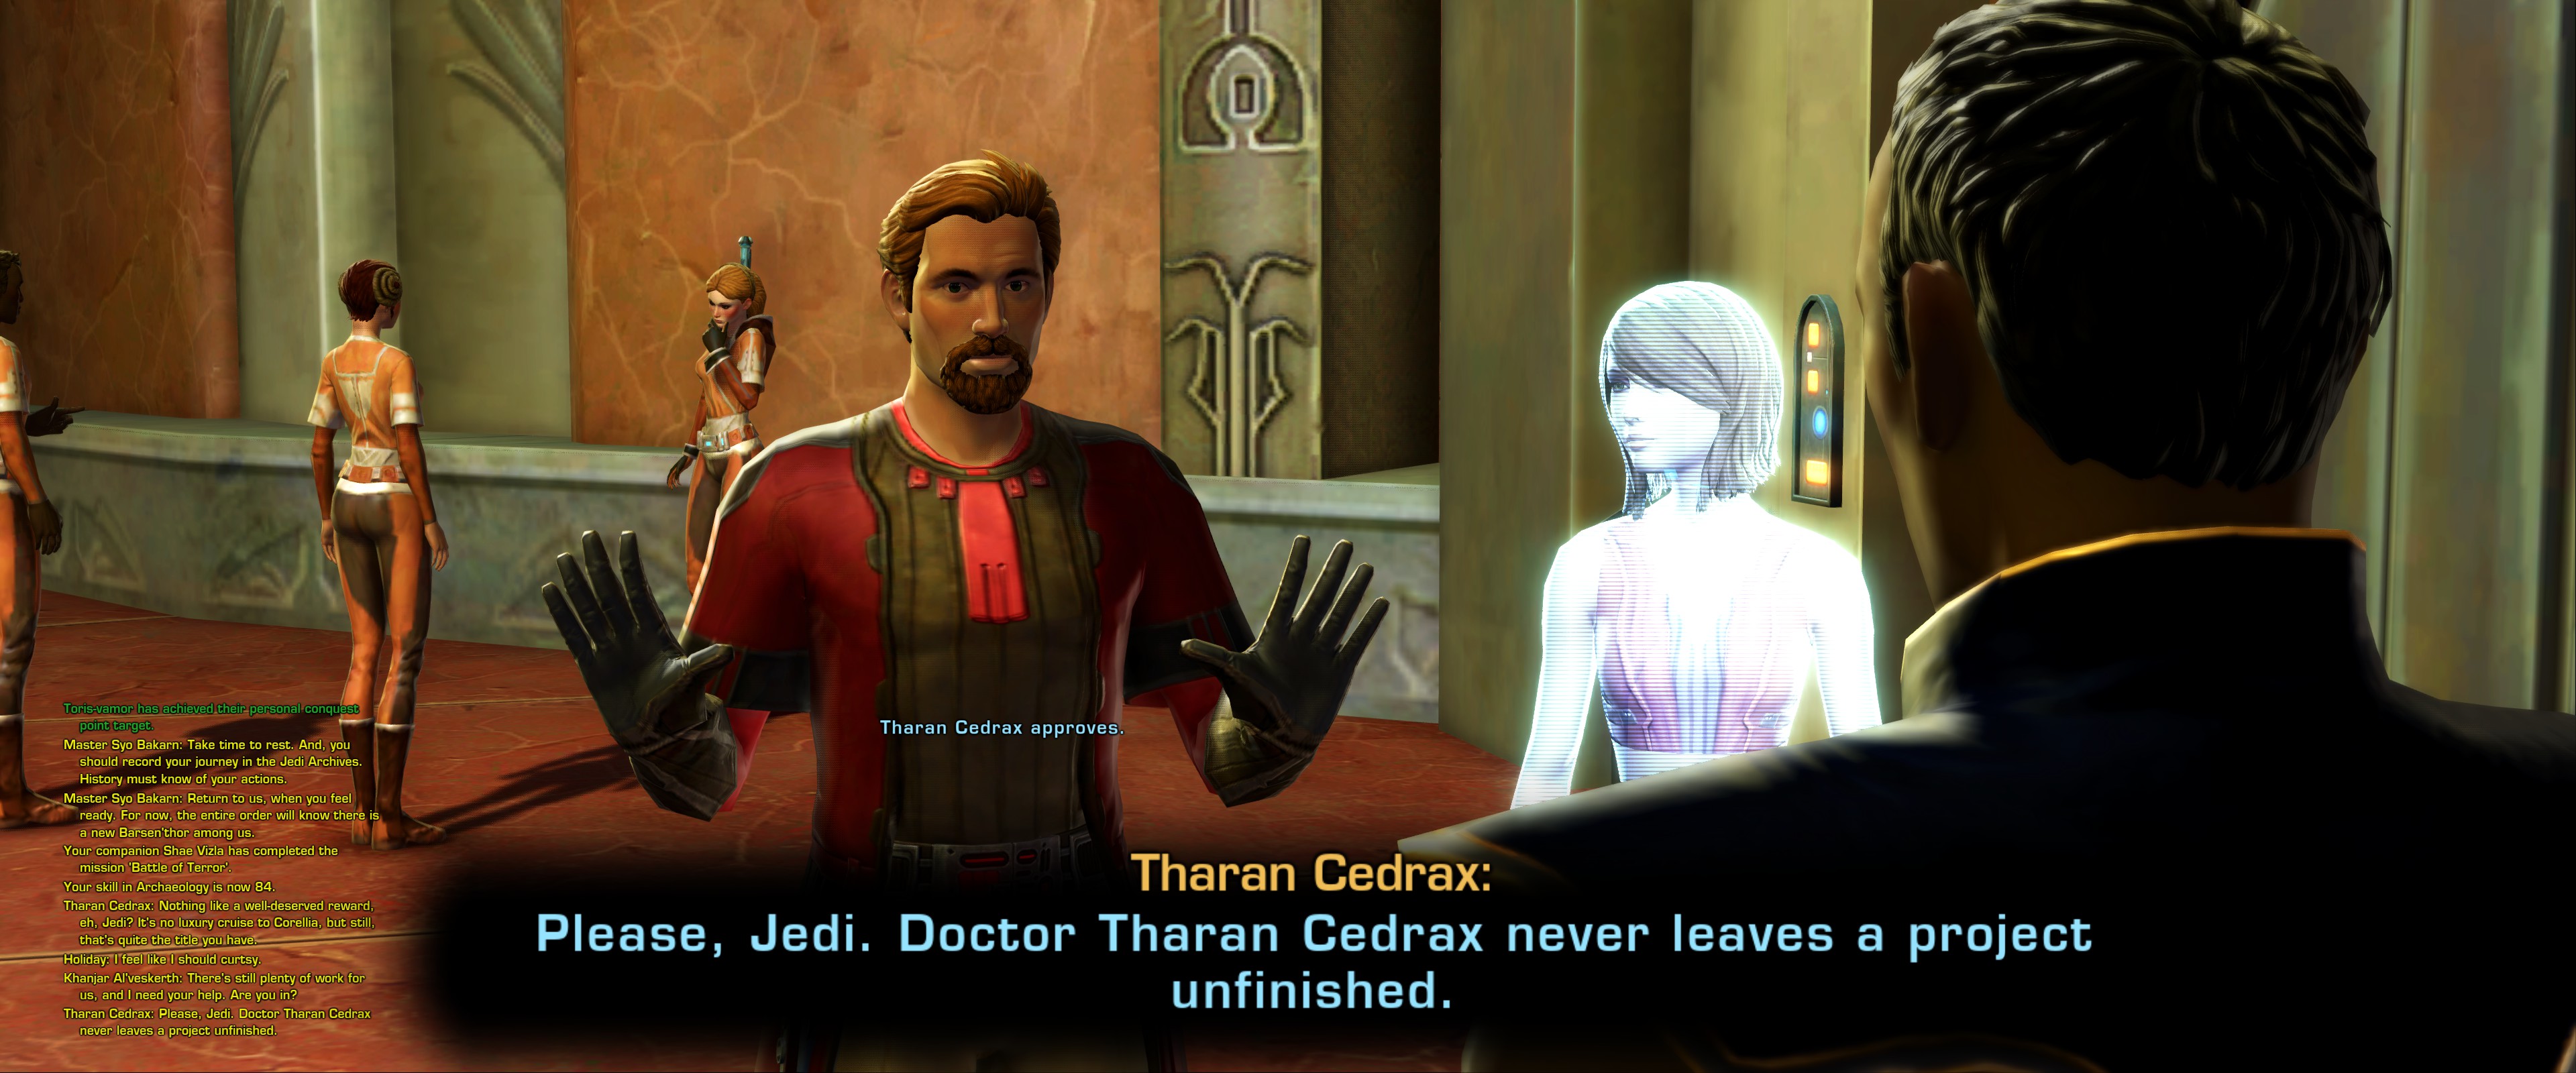 Toris-vamor has achieved their personal conquest
point target.
Master Syo Bakarn: Take time to rest. And, you
should record your journey in the Jedi Archives.
History must know of your actions.
Master Syo Bakarn: Return to us, when you feel
ready. For now, the entire order will know there is
a new Barsen'thor among us.
Your companion Shae Vizla has completed the
mission 'Battle of Terror'.
Your skill in Archaeology is now 84.
Tharan Cedrax: Nothing like a well-deserved reward,
eh, Jedi? It's no luxury cruise to Corellia, but still,
that's quite the title you have.
Holiday: I feel like I should curtsy.
Khanjar Al'veskerth: There's still plenty of work for
us, and I need your help. Are you in?
Tharan Cedrax: Please, Jedi. Doctor Tharan Cedrax
never leaves a project unfinished.
Tharan Cedrax approves.
Tharan Cedrax:
Please, Jedi. Doctor Tharan Cedrax never leaves a project
unfinished.